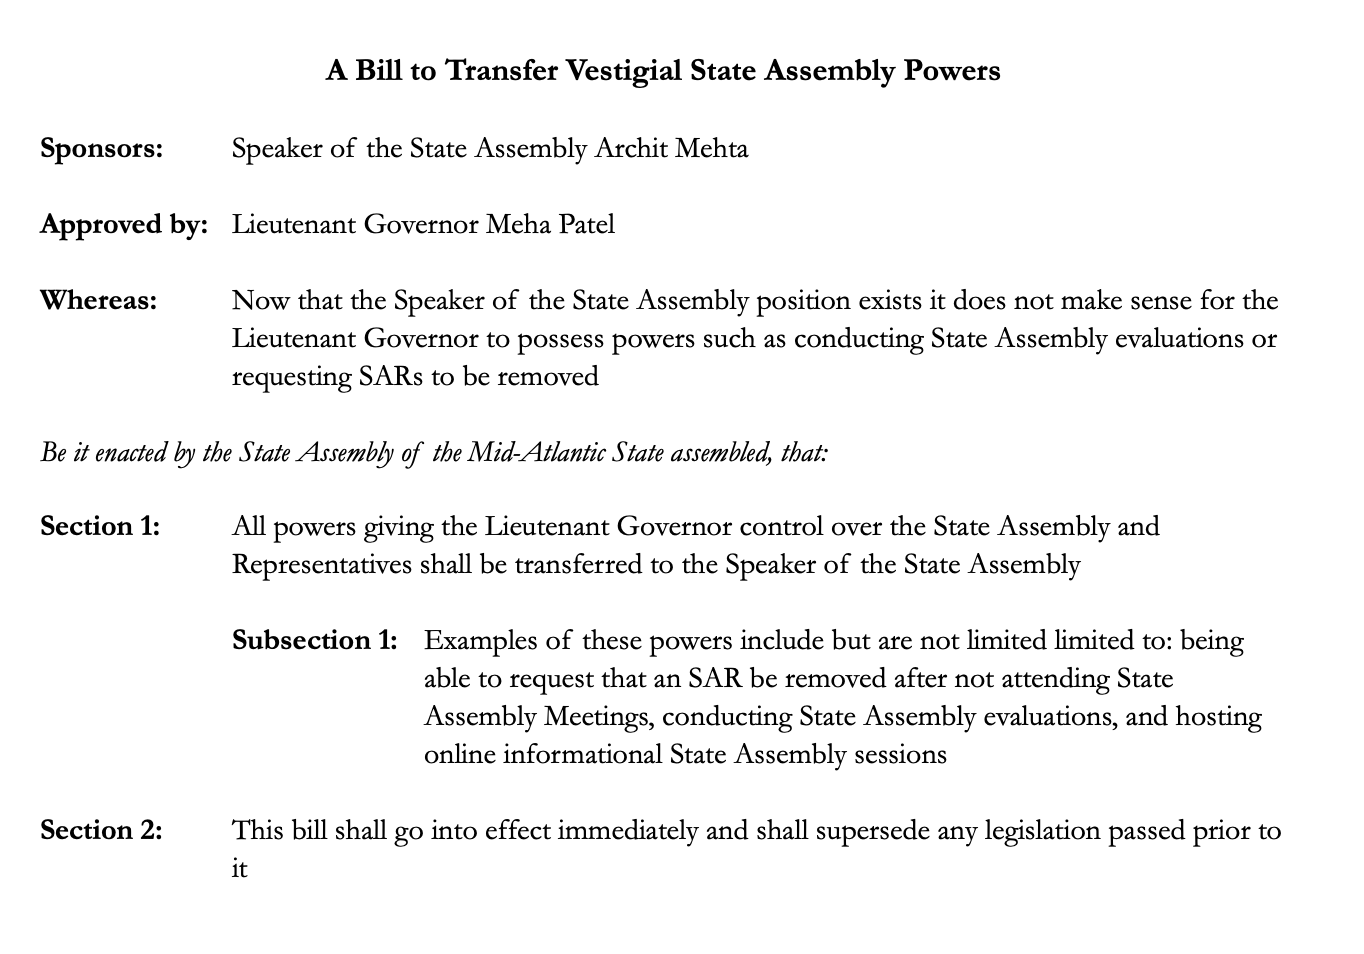 A Bill to Transfer Vestigial State Assembly Powers
Sponsors: Speaker of the State Assembly Archit Mehta
Approved by: Lieutenant Governor Meha Patel
Whereas: Now that the Speaker of the State Assembly position exists it does not make sense for the
Lieutenant Governor to possess powers such as conducting State Assembly evaluations or
requesting SARs to be removed
Be it enacted by the State Assembly of the Mid-Atlantic State assembled, that:
Section 1: All powers giving the Lieutenant Governor control over the State Assembly and
Representatives shall be transferred to the Speaker of the State Assembly
Subsection 1: Examples of these powers include but are not limited limited to: being
able to request that an SAR be removed after not attending State
Assembly Meetings, conducting State Assembly evaluations, and hosting
online informational State Assembly sessions
Section 2: This bill shall go into effect immediately and shall supersede any legislation passed prior to
it